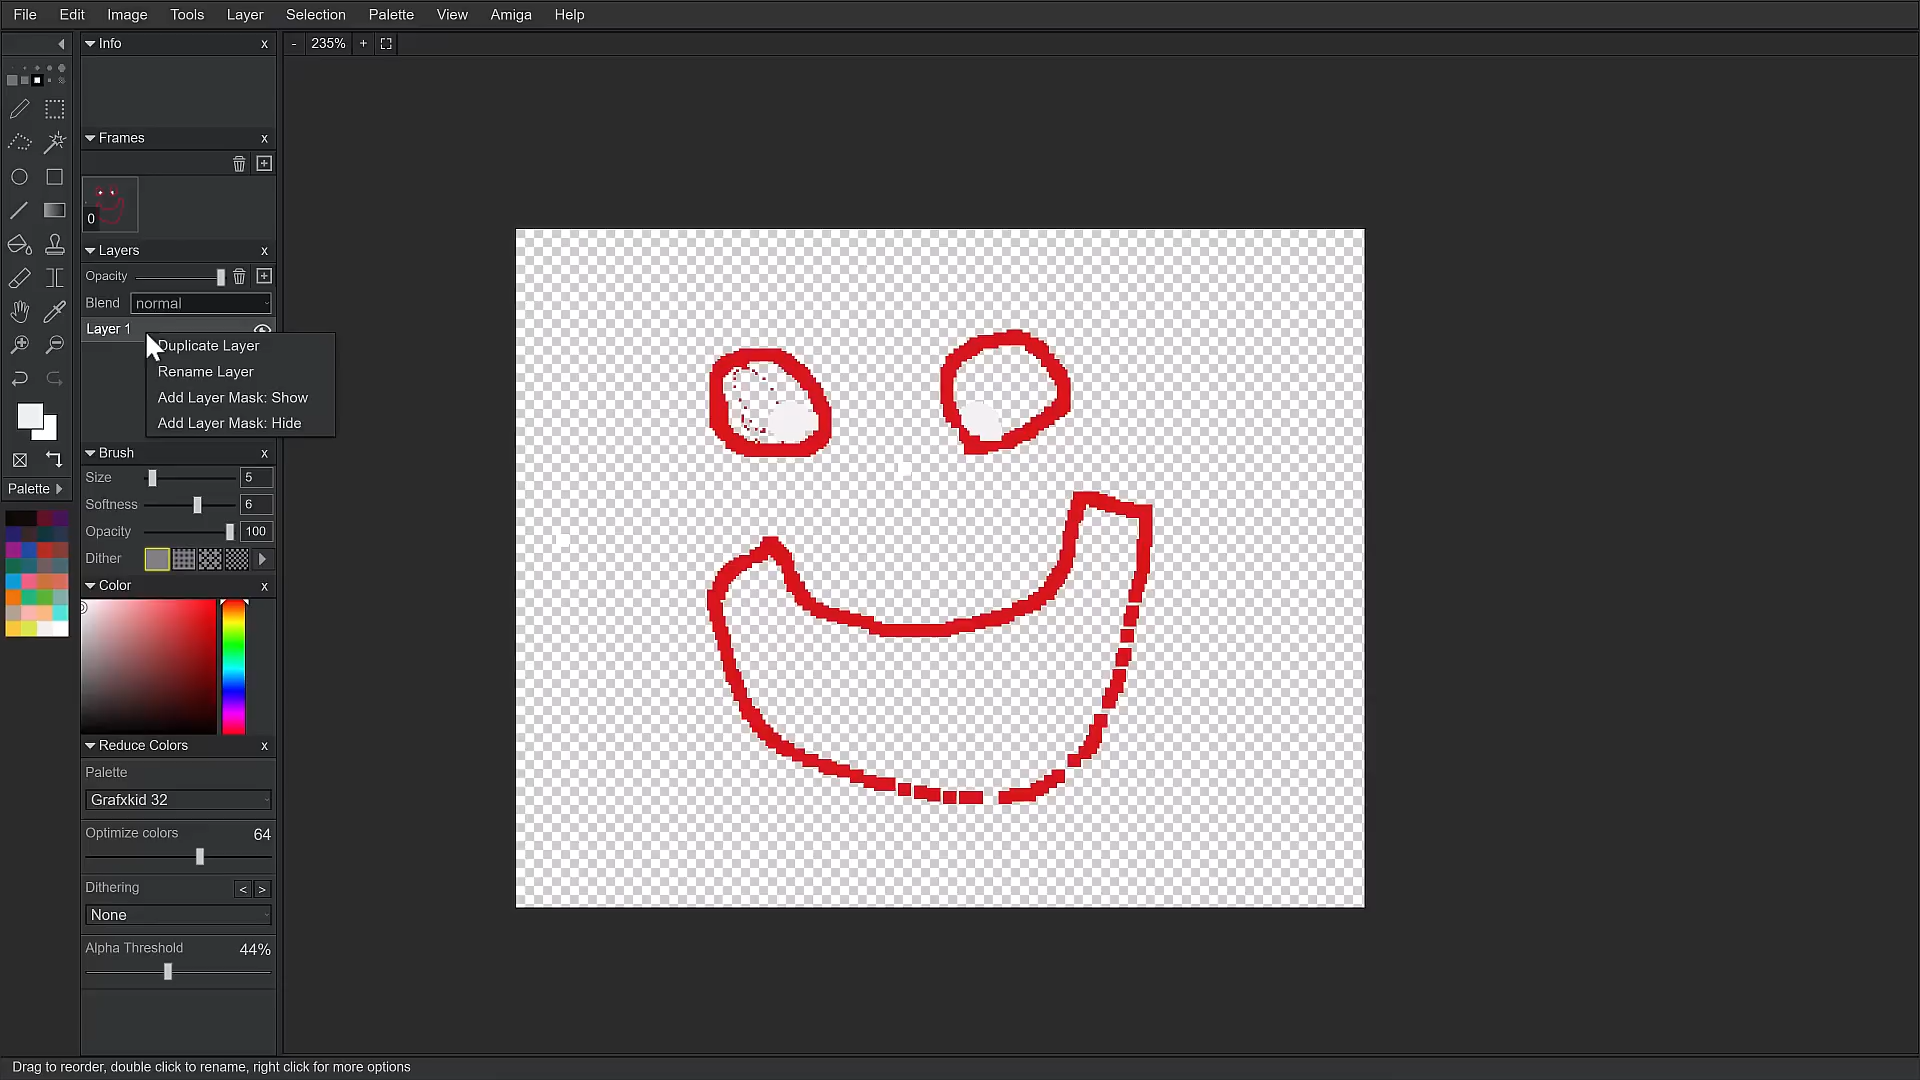 File Edit Image Tools Layer Selection Palette View Amiga Help
Info x
- 235% +
Frames x
0
Layers x
Opacity
Blend normal
Layer 1
Duplicate Layer
Rename Layer
Add Layer Mask: Show
Add Layer Mask: Hide
Brush x
Size 5
Softness 6
Opacity 100
Dither
Palette
Color x
Reduce Colors x
Palette
Grafxkid 32
Optimize colors 64
Dithering < >
None
Alpha Threshold 44%
Drag to reorder, double click to rename, right click for more options